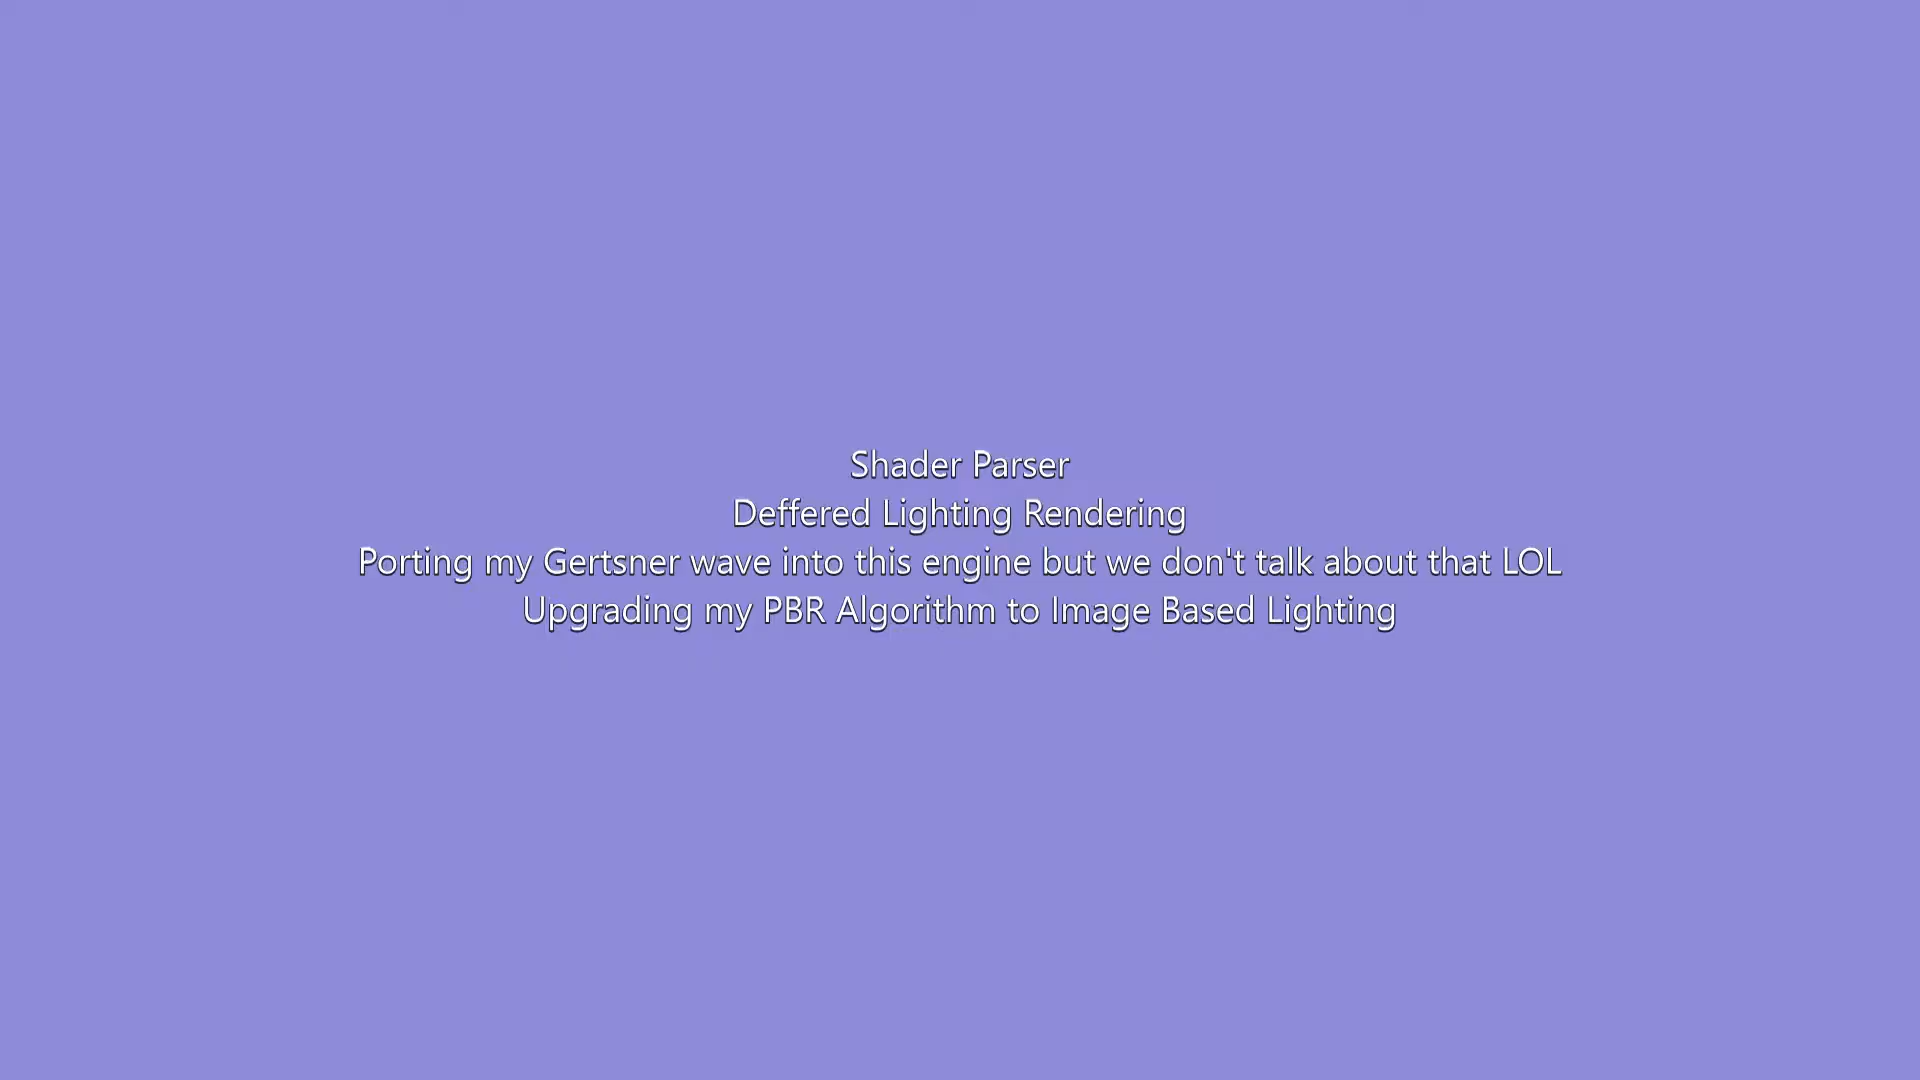 Shader Parser
Deffered Lighting Rendering
Porting my Gertsner wave into this engine but we don't talk about that LOL
Upgrading my PBR Algorithm to Image Based Lighting